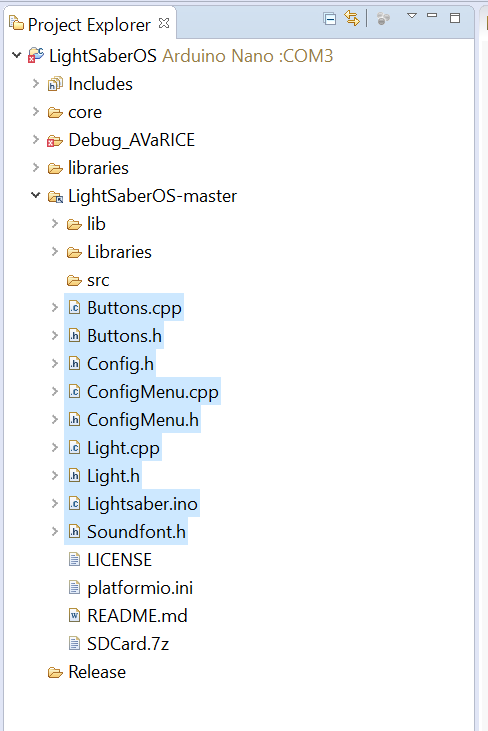 Project Explorer
LightSaberOS Arduino Nano :COM3
Includes
core
Debug_AVaRICE
libraries
LightSaberOS-master
lib
Libraries
src
Buttons.cpp
Buttons.h
Config.h
ConfigMenu.cpp
ConfigMenu.h
Light.cpp
Light.h
Lightsaber.ino
Soundfont.h
LICENSE
platformio.ini
README.md
SDCard.7z
Release